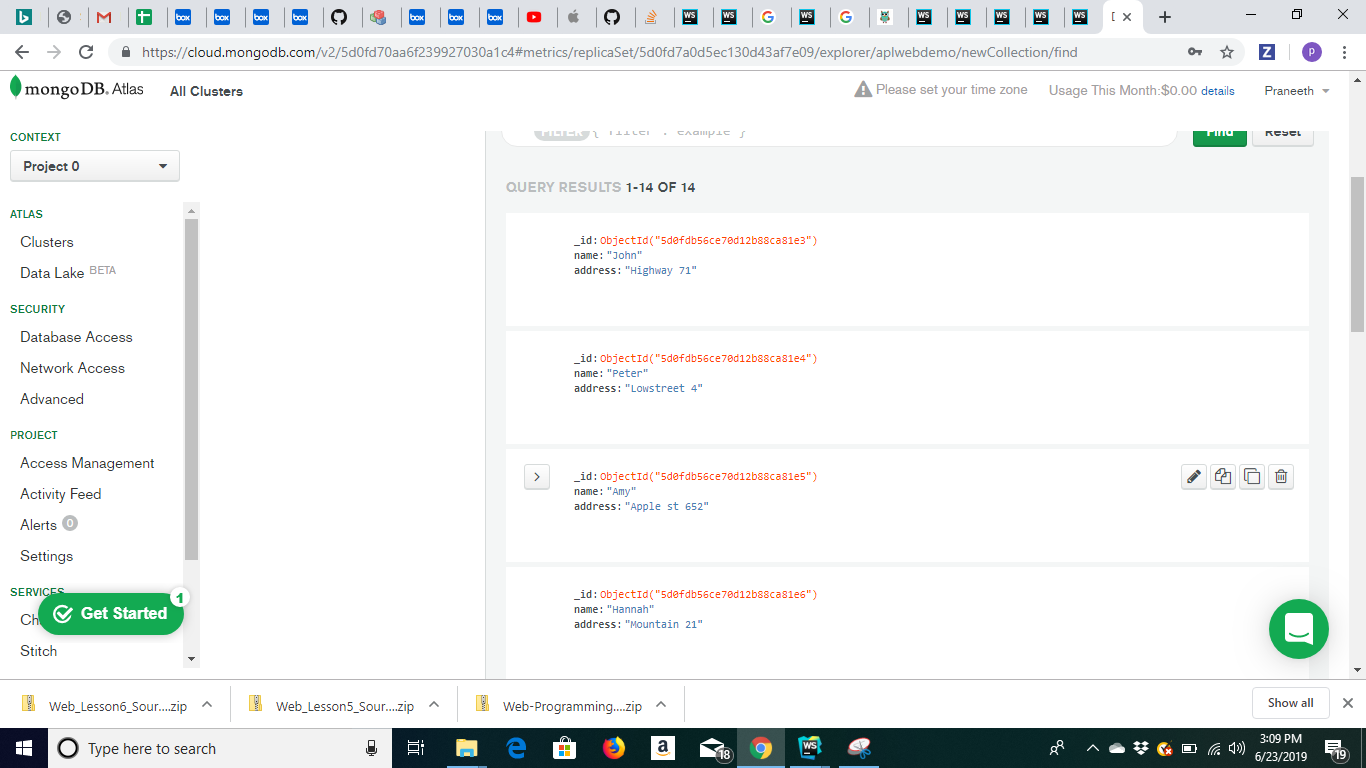 https://cloud.mongodb.com/v2/5d0fd70aa6f239927030a1c4#metrics/replicaSet/5d0fd7a0d5ec130d43af7e09/explorer/aplwebdemo/newCollection/find
mongoDB. Atlas
All Clusters
Please set your time zone
Usage This Month:$0.00 details
Praneeth
CONTEXT
Project 0
ATLAS
Clusters
Data Lake BETA
SECURITY
Database Access
Network Access
Advanced
PROJECT
Access Management
Activity Feed
Alerts 0
Settings
SERVICES
Ch
Get Started
1
Stitch
FILTER { filter : example }
Find
Reset
QUERY RESULTS 1-14 OF 14
_id: ObjectId("5d0fdb56ce70d12b88ca81e3")
name: "John"
address: "Highway 71"
_id: ObjectId("5d0fdb56ce70d12b88ca81e4")
name: "Peter"
address: "Lowstreet 4"
_id: ObjectId("5d0fdb56ce70d12b88ca81e5")
name: "Amy"
address: "Apple st 652"
_id: ObjectId("5d0fdb56ce70d12b88ca81e6")
name: "Hannah"
address: "Mountain 21"
Web_Lesson6_Sour....zip
Web_Lesson5_Sour....zip
Web-Programming....zip
Show all
Type here to search
18
3:09 PM
6/23/2019
19